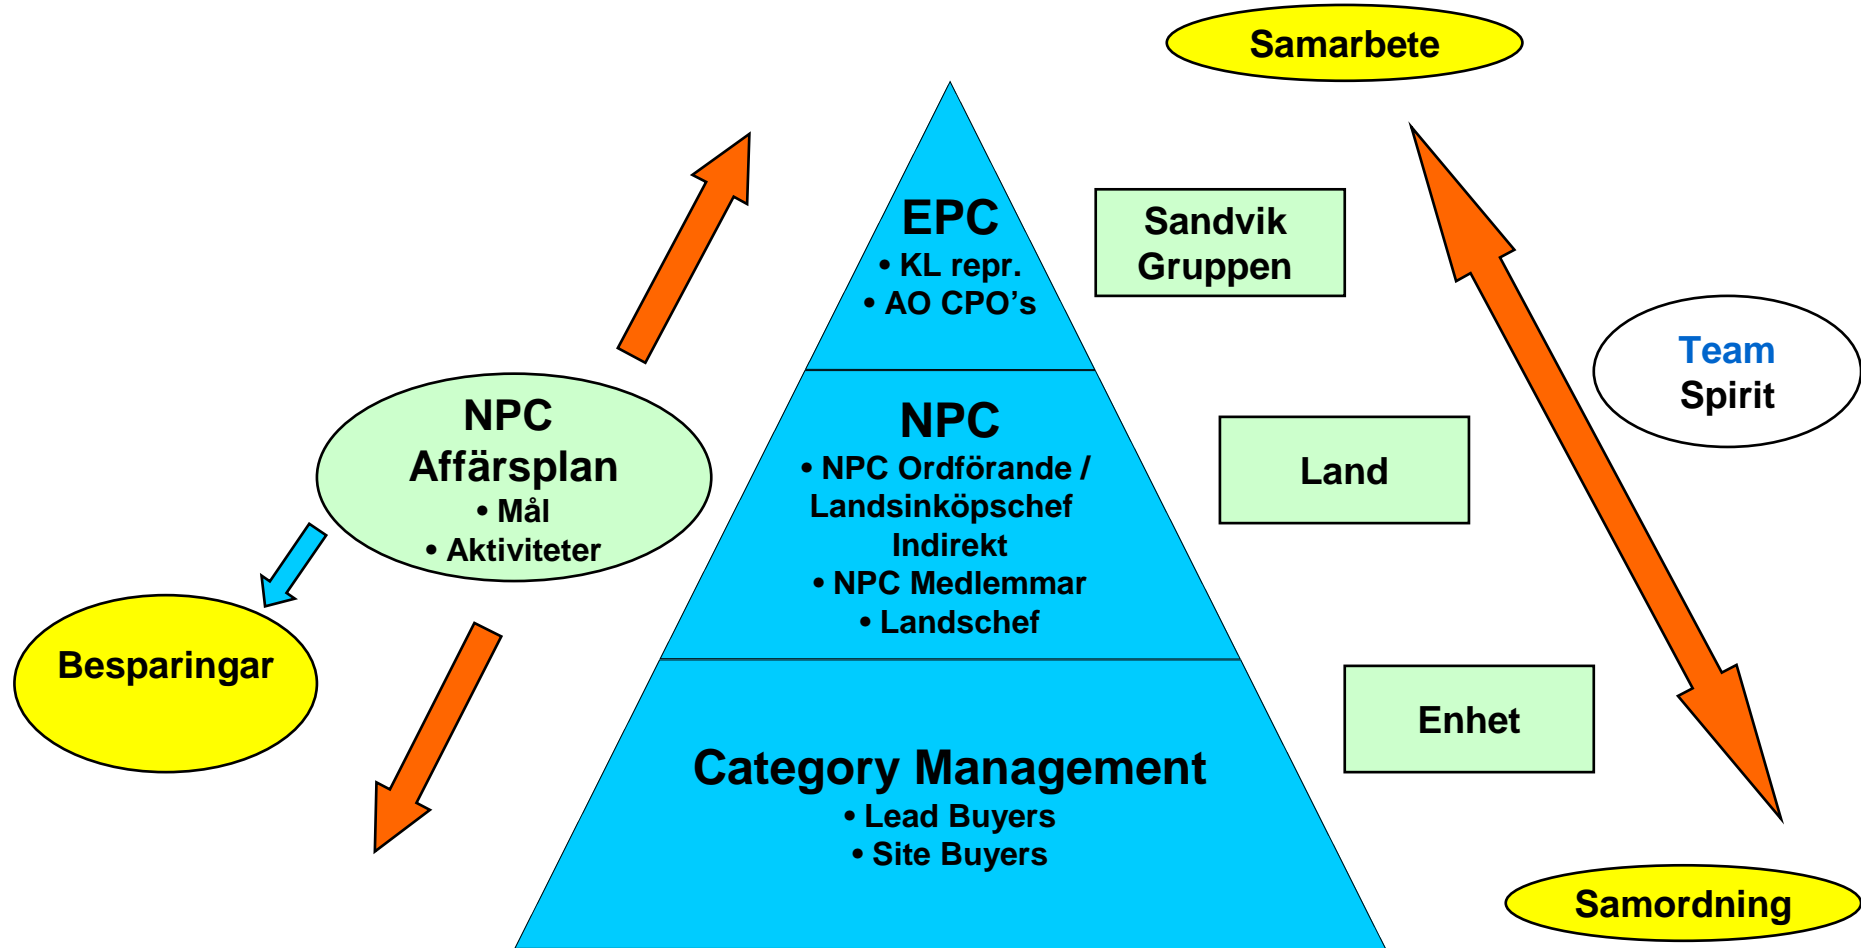 Samarbete
EPC
• KL repr.
• AO CPO’s
Sandvik
Gruppen
Team
Spirit
NPC
Affärsplan
• Mål
• Aktiviteter
NPC
• NPC Ordförande /
Landsinköpschef
Indirekt
• NPC Medlemmar
• Landschef
Land
Besparingar
Enhet
Category Management
• Lead Buyers
• Site Buyers
Samordning